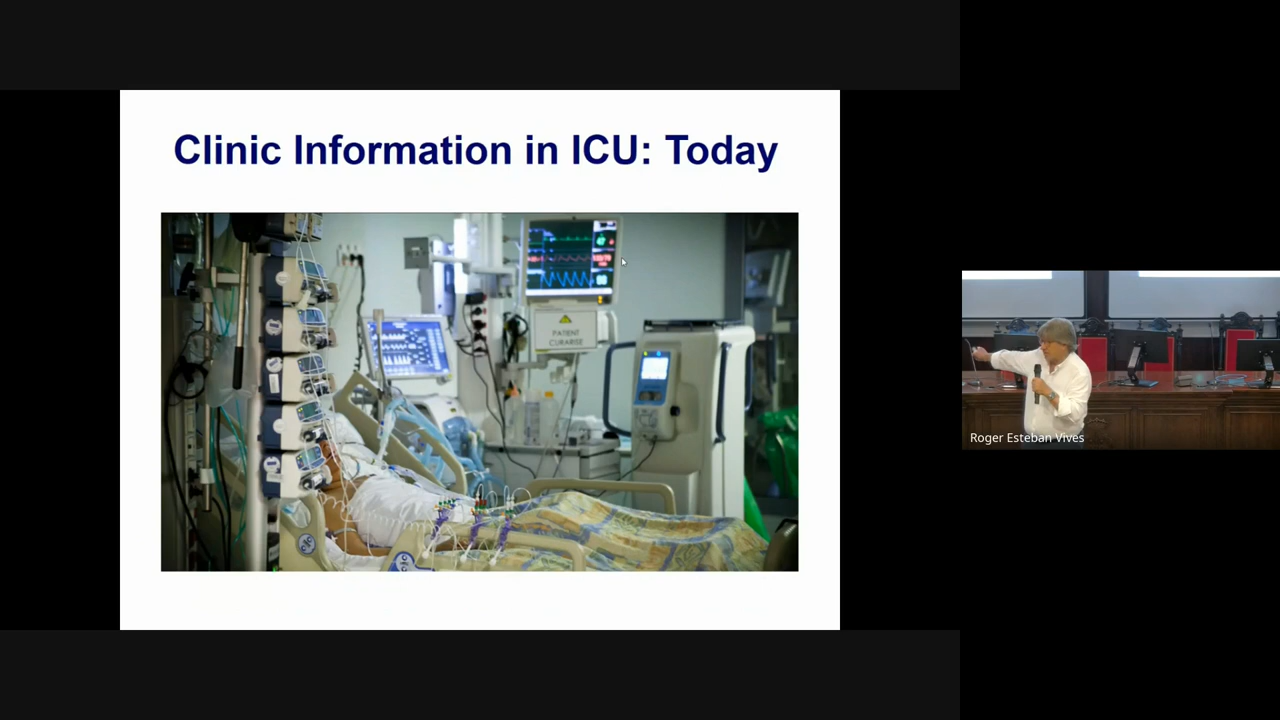 Clinic Information in ICU: Today
PATIENT
CURARISE
Roger Esteban Vives